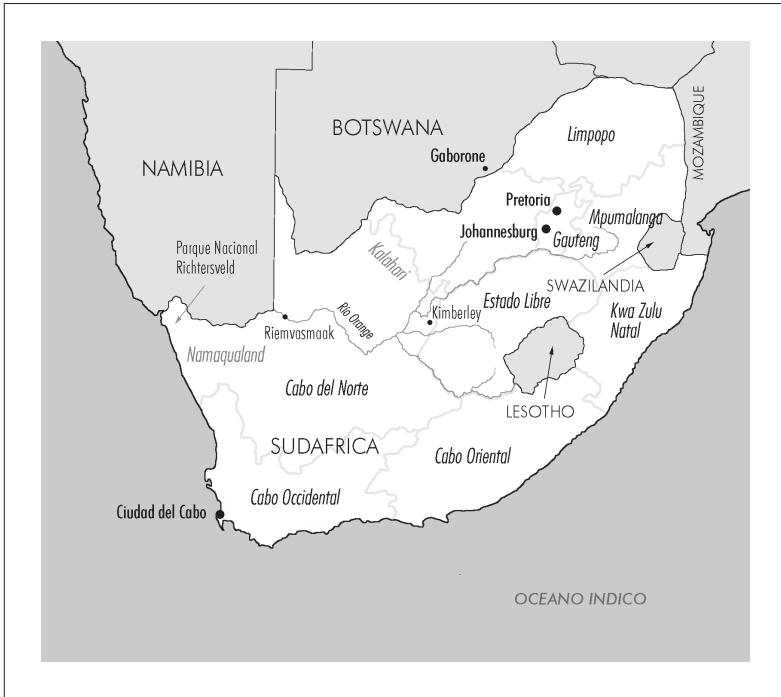 BOTSWANA
Limpopo
MOZAMBIQUE
Gaborone
NAMIBIA
Pretoria
Mpumalanga
Johannesburg
Gauteng
Parque Nacional
Richtersveld
Kalahari
SWAZILANDIA
Estado Libre
Río Orange
Kimberley
Kwa Zulu
Natal
Riemvasmaak
Namaqualand
Cabo del Norte
LESOTHO
SUDAFRICA
Cabo Oriental
Cabo Occidental
Ciudad del Cabo
OCEANO INDICO